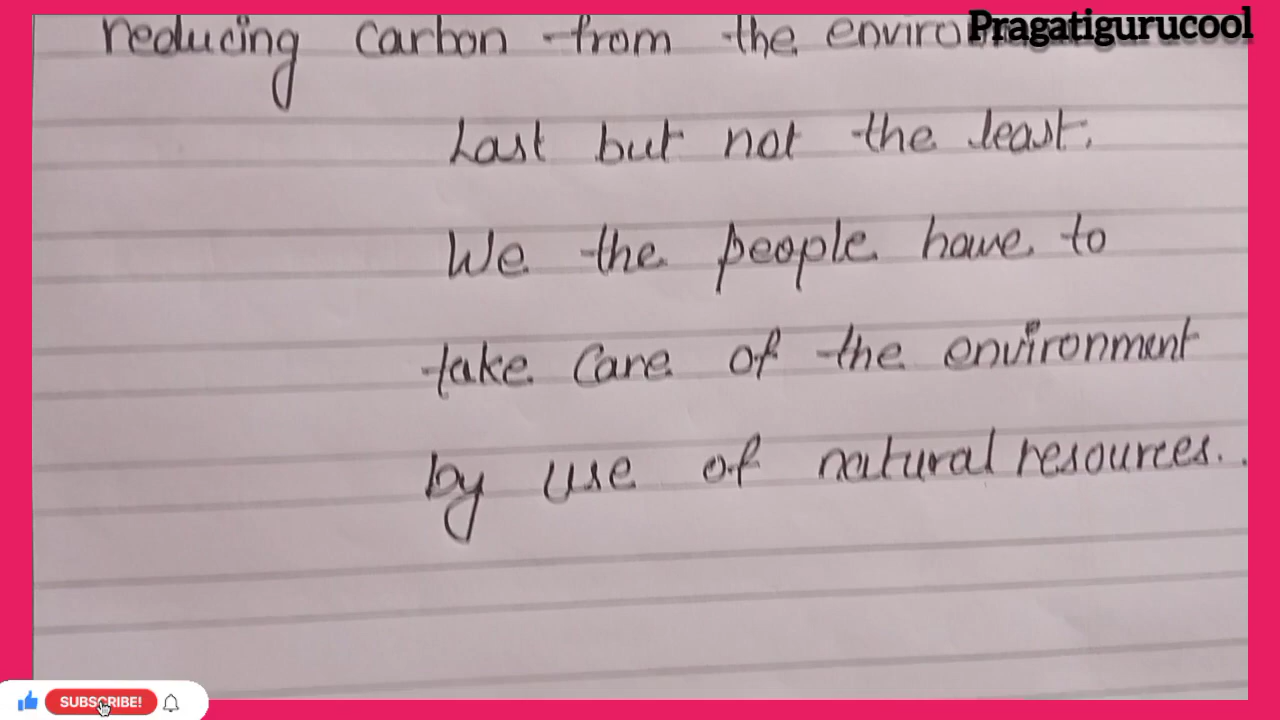 Pragatigurucool
reducing carbon from the enviro
Last but not the least.
We the people have to
take care of the environment
by use of natural resources..
SUBSCRIBE!